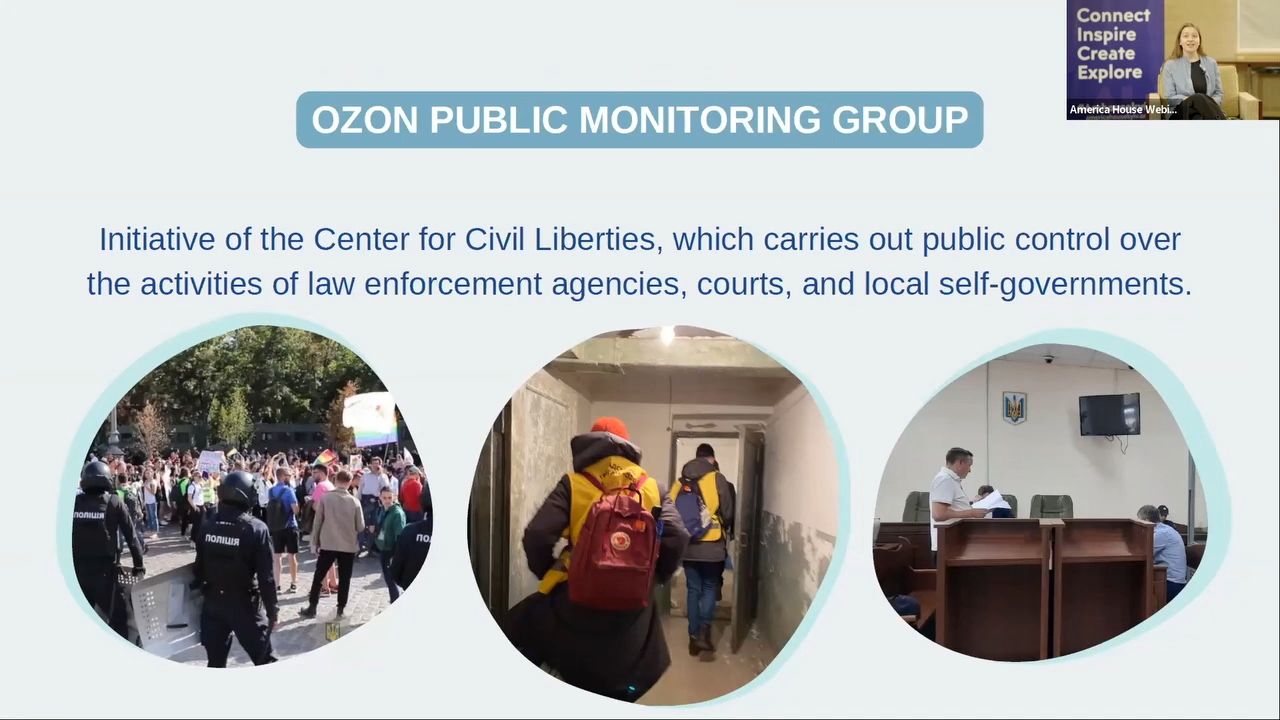 Connect
Inspire
Create
Explore
America House Webi...
OZON PUBLIC MONITORING GROUP
Initiative of the Center for Civil Liberties, which carries out public control over
the activities of law enforcement agencies, courts, and local self-governments.
ПОЛІЦІЯ
ПОЛІЦІЯ